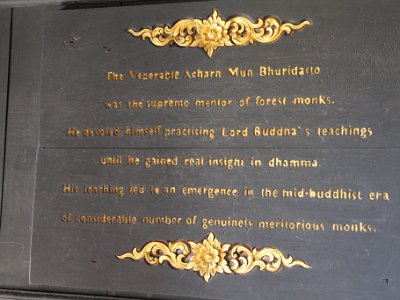 The Venerable Acharn Mun Bhuridatto
was the supreme mentor of forest monks.
He devoted himself practising Lord Buddha's teachings
until he gained real insight in dhamma.
His teaching led to an emergence in the mid-buddhist era
of considerable number of genuinely meritorious monks.